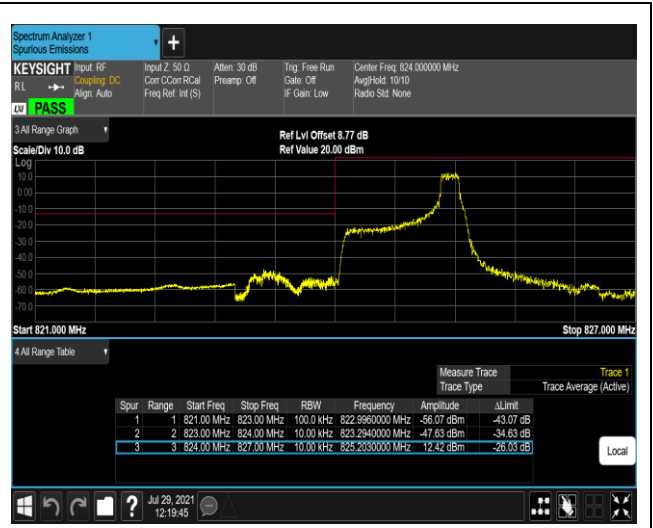 Spectrum Analyzer 1
Spurious Emissions
KEYSIGHT Input: RF Input Z: 50 Ω Atten: 30 dB Trig: Free Run Center Freq: 824.000000 MHz
RL Coupling: DC Corr CCorr RCal Preamp: Off Gate: Off Avg|Hold: 10/10
Align: Auto Freq Ref: Int (S) IF Gain: Low Radio Std: None
LXI PASS
3 All Range Graph
Ref Lvl Offset 8.77 dB
Scale/Div 10.0 dB Ref Value 20.00 dBm
Log
10.0
0.00
-10.0
-20.0
-30.0
-40.0
-50.0
-60.0
-70.0
Start 821.000 MHz Stop 827.000 MHz
4 All Range Table
Measure Trace Trace 1
Trace Type Trace Average (Active)
Spur Range Start Freq Stop Freq RBW Frequency Amplitude ΔLimit
1 1 821.00 MHz 823.00 MHz 100.0 kHz 822.9960000 MHz -56.07 dBm -43.07 dB
2 2 823.00 MHz 824.00 MHz 10.00 kHz 823.2940000 MHz -47.63 dBm -34.63 dB
3 3 824.00 MHz 827.00 MHz 10.00 kHz 825.2030000 MHz 12.42 dBm -26.03 dB
Local
Jul 29, 2021
12:19:45